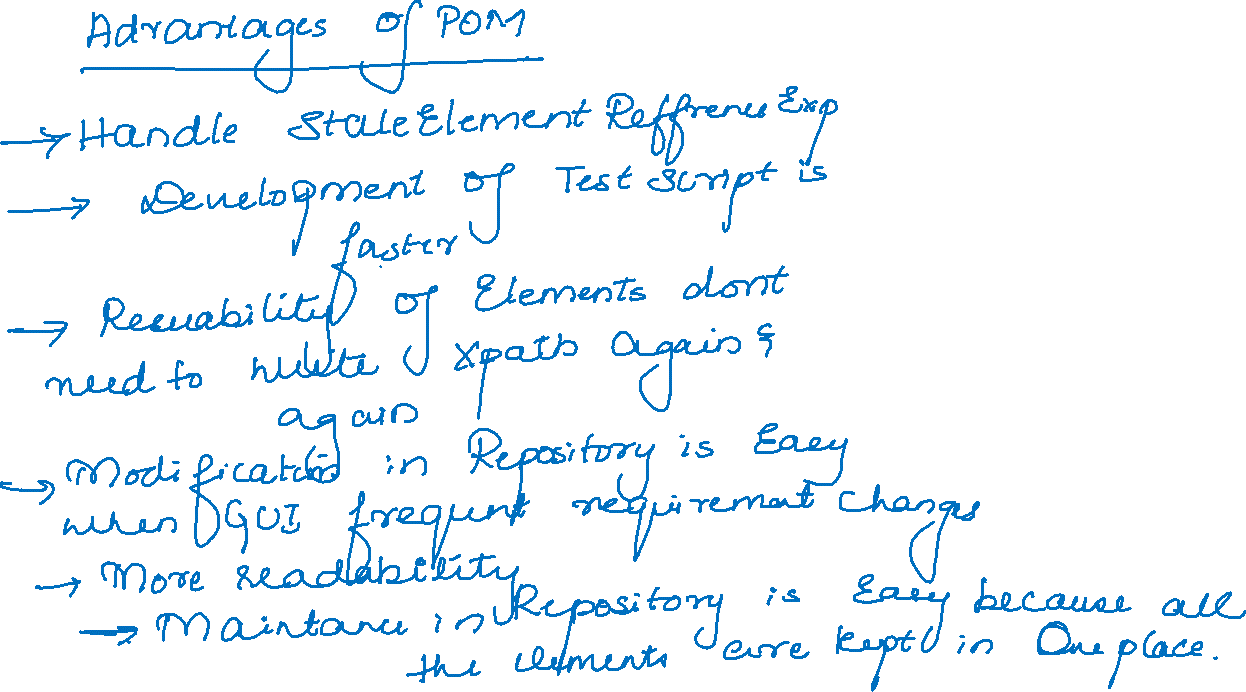 Advantages of POM
→ Handle StaleElement Reffrence Exp
→ Development of Test Script is
faster
→ Resuability of Elements dont
need to write Xpath again &
again
→ Modification in Repository is Easy
when GUI frequent requirement changes
→ More readability
→ Maintance in Repository is Easy because all
the elements are kept in One place.